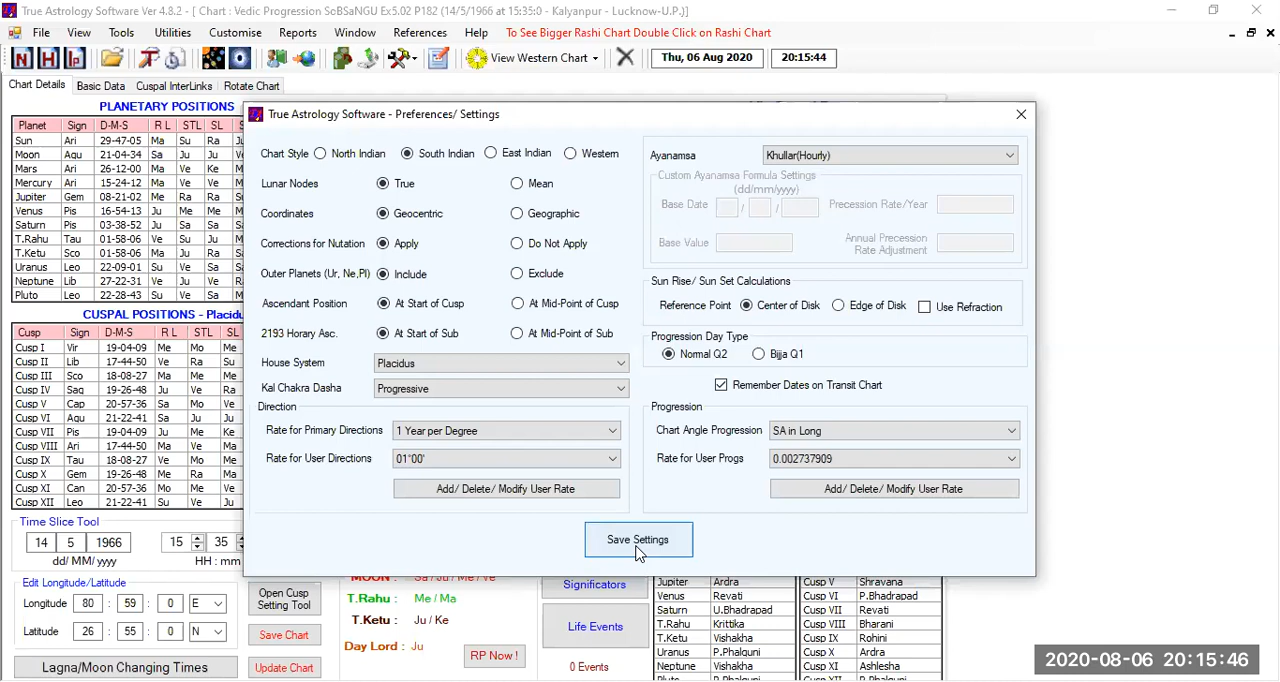 True Astrology Software Ver 4.8.2 - [ Chart : Vedic Progression SoBSaNGU Ex5.02 P182 (14/5/1966 at 15:35:0 - Kalyanpur - Lucknow-U.P.)]
File View Tools Utilities Customise Reports Window References Help To See Bigger Rashi Chart Double Click on Rashi Chart
N H Ip View Western Chart Thu, 06 Aug 2020 20:15:44
Chart Details Basic Data Cuspal InterLinks Rotate Chart
PLANETARY POSITIONS
Planet Sign D-M-S R L STL SL
Sun Ari 29-47-05 Ma Su Ra
Moon Aqu 21-04-34 Sa Ju Ju
Mars Ari 26-12-00 Ma Ve
Mercury Ari 15-24-12 Ma Ve
Jupiter Gem 08-21-02 Me Ra
Venus Pis 16-54-13 Ju Me Me
Saturn Pis 03-38-52 Ju Sa Sa
T.Rahu Tau 01-58-06 Ve Su Ju
T.Ketu Sco 01-58-06 Ma Ju
Uranus Leo 22-09-01 Su Ve Sa
Neptune Lib 27-22-31 Ve Ju Ve
Pluto Leo 22-28-43 Su Ve Sa
CUSPAL POSITIONS - Placidus
Cusp Sign D-M-S R L STL SL
Cusp I Vir 19-04-09 Me Mo
Cusp II Lib 17-44-50 Ve Ra Su
Cusp III Sco 18-08-27 Ma Me Me
Cusp IV Sag 19-26-48 Ju Ve Ra
Cusp V Cap 20-57-36 Sa Mo Ve
Cusp VI Aqu 21-22-41 Sa Ju Ju
Cusp VII Pis 19-04-09 Ju Me Ke
Cusp VIII Ari 17-44-50 Ma Ve Ma
Cusp IX Tau 18-08-27 Ve Mo Me
Cusp X Gem 19-26-48 Me Ra Ma
Cusp XI Can 20-57-36 Mo Me Ve
Cusp XII Leo 21-22-41 Su Ve
Time Slice Tool
14 5 1966 15 35
dd/ MM/ yyyy HH : mm
Edit Longitude/Latitude
Longitude 80 : 59 : 0 E
Latitude 26 : 55 : 0 N
Lagna/Moon Changing Times
Open Cusp
Setting Tool
Save Chart
Update Chart
True Astrology Software - Preferences/ Settings
Chart Style North Indian South Indian East Indian Western
Lunar Nodes True Mean
Coordinates Geocentric Geographic
Corrections for Nutation Apply Do Not Apply
Outer Planets (Ur, Ne,Pl) Include Exclude
Ascendant Position At Start of Cusp At Mid-Point of Cusp
2193 Horary Asc. At Start of Sub At Mid-Point of Sub
House System Placidus
Kal Chakra Dasha Progressive
Direction
Rate for Primary Directions 1 Year per Degree
Rate for User Directions 01°00'
Add/ Delete/ Modify User Rate
Ayanamsa Khullar(Hourly)
Custom Ayanamsa Formula Settings
(dd/mm/yyyy)
Base Date / / Precession Rate/Year
Base Value Annual Precession
Rate Adjustment
Sun Rise/ Sun Set Calculations
Reference Point Center of Disk Edge of Disk Use Refraction
Progression Day Type
Normal Q2 Bijja Q1
Remember Dates on Transit Chart
Progression
Chart Angle Progression SA in Long
Rate for User Progs 0.002737909
Add/ Delete/ Modify User Rate
Save Settings
MOON : Sa / Ju / Me / Ve
T.Rahu : Me / Ma
T.Ketu : Ju / Ke
Day Lord : Ju
RP Now !
Significators
Life Events
0 Events
Jupiter Ardra Cusp V Shravana
Venus Revati Cusp VI P.Bhadrapad
Saturn U.Bhadrapad Cusp VII Revati
T.Rahu Krittika Cusp VIII Bharani
T.Ketu Vishakha Cusp IX Rohini
Uranus P.Phalguni Cusp X Ardra
Neptune Vishakha Cusp XI Ashlesha
2020-08-06 20:15:46